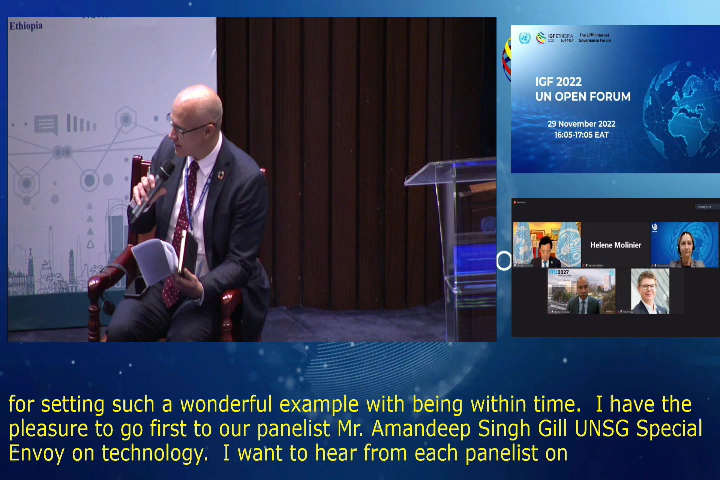 Ethiopia
IGF 2022
UN OPEN FORUM
29 November 2022
16:05-17:05 EAT
Helene Molinier
for setting such a wonderful example with being within time.  I have the
pleasure to go first to our panelist Mr. Amandeep Singh Gill UNSG Special
Envoy on technology.  I want to hear from each panelist on